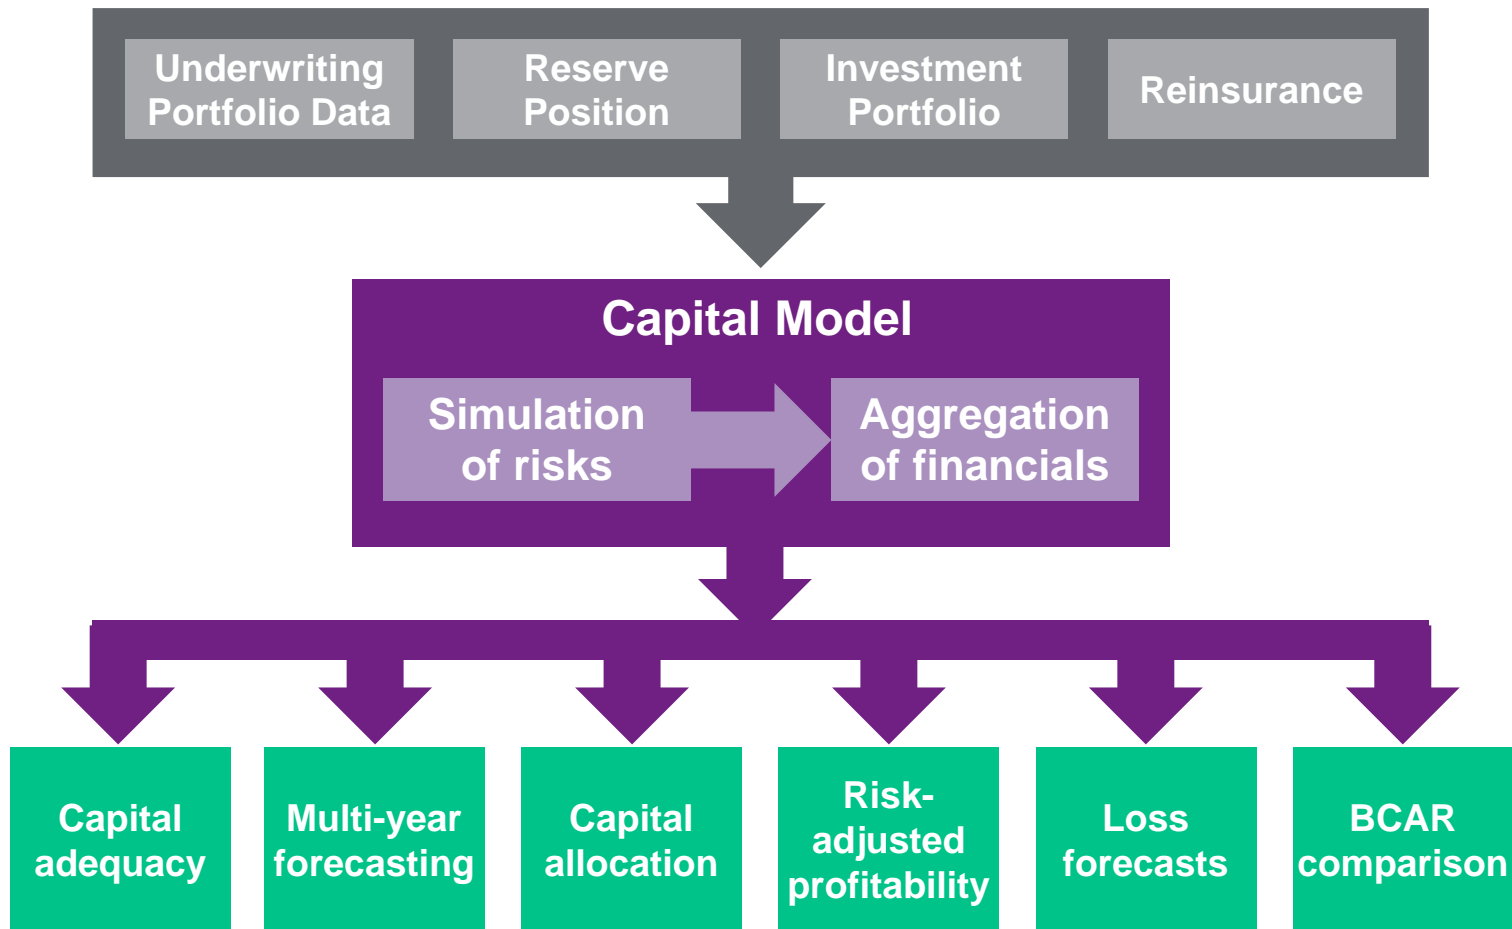 Underwriting
Portfolio Data
Reserve
Position
Investment
Portfolio
Reinsurance
Capital Model
Simulation
of risks
Aggregation
of financials
Capital
adequacy
Multi-year
forecasting
Capital
allocation
Risk-
adjusted
profitability
Loss
forecasts
BCAR
comparison